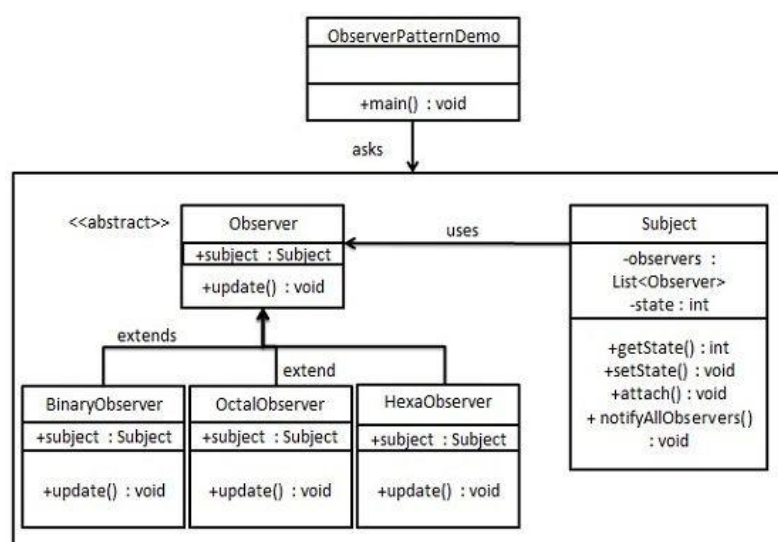 ObserverPatternDemo
+main() : void
asks
<<abstract>>
Observer
+subject : Subject
+update() : void
uses
Subject
-observers :
List<Observer>
-state : int
+getState() : int
+setState() : void
+attach() : void
+ notifyAllObservers()
: void
extends
extend
BinaryObserver
+subject : Subject
+update() : void
OctalObserver
+subject : Subject
+update() : void
HexaObserver
+subject : Subject
+update() : void